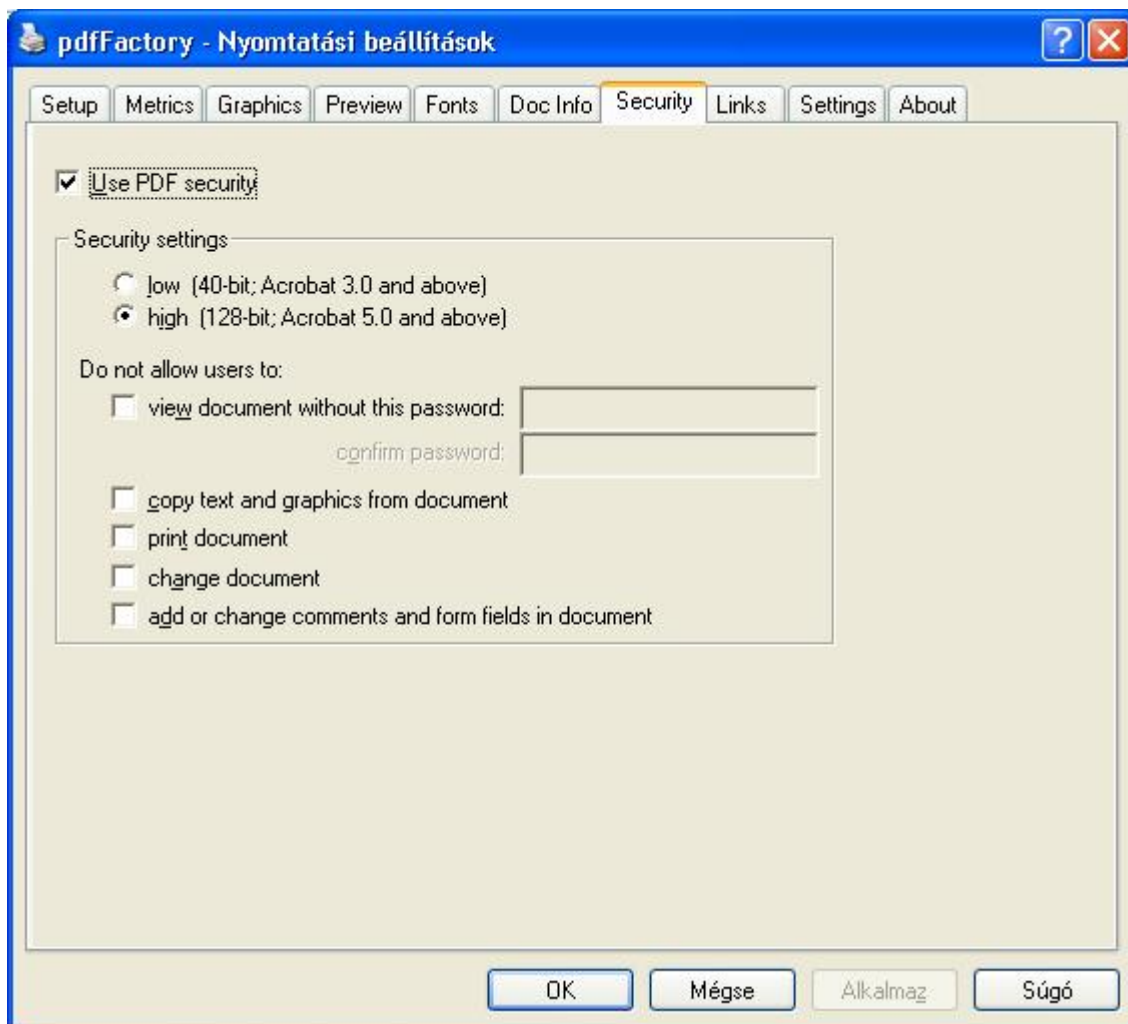 pdfFactory - Nyomtatási beállítások
Setup Metrics Graphics Preview Fonts Doc Info Security Links Settings About
Use PDF security
Security settings
low (40-bit; Acrobat 3.0 and above)
high (128-bit; Acrobat 5.0 and above)
Do not allow users to:
view document without this password:
confirm password:
copy text and graphics from document
print document
change document
add or change comments and form fields in document
OK Mégse Alkalmaz Súgó